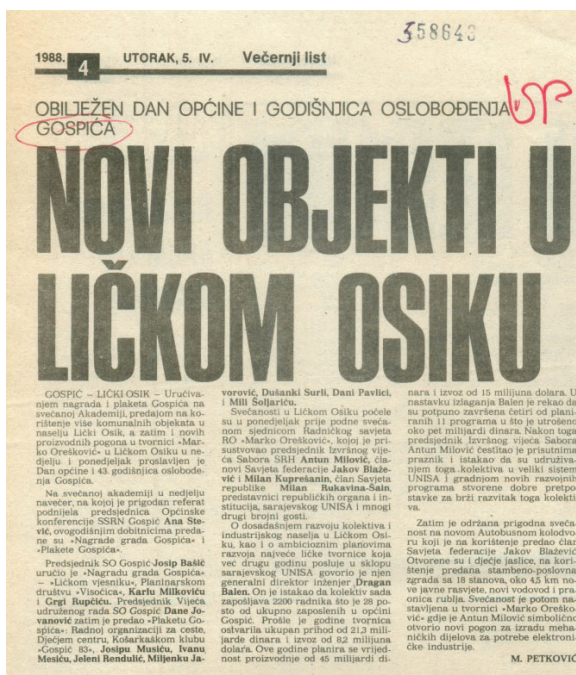 358643
1988. 4 UTORAK, 5. IV. Večernji list
OBILJEŽEN DAN OPĆINE I GODIŠNJICA OSLOBOĐENJA
GOSPIĆA
NOVI OBJEKTI U
LIČKOM OSIKU
GOSPIĆ – LIČKI OSIK – Uručiva-
njem nagrada i plaketa Gospića na
svečanoj Akademiji, predajom na ko-
rištenje više komunalnih objekata u
naselju Lički Osik, a zatim i novih
proizvodnih pogona u tvornici »Mar-
ko Orešković« u Ličkom Osiku u ne-
djelju i ponedjeljak proslavljen je
Dan općine i 43. godišnjica oslobođe-
nja Gospića.
Na svečanoj akademiji u nedjelju
navečer, na kojoj je prigodan referat
podnijela predsjednica Općinske
konferencije SSRN Gospić Ana Ste-
vić, ovogodišnjim dobitnicima preda-
ne su »Nagrade grada Gospića« i
»Plakete Gospića«.
Predsjednik SO Gospić Josip Bašić
uručio je »Nagradu grada Gospića«
– »Ličkom vjesniku«, Planinarskom
društvu »Visočica«, Karlu Milkoviću
i Grgi Rupčiću. Predsjednik Vijeća
udruženog rada SO Gospić Dane Jo-
vanović zatim je predao »Plaketu Go-
spića«: Radnoj organizaciji za ceste,
Dječjem centru, Košarkaškom klubu
»Gospić 83«, Josipu Musiću, Ivanu
Mesiću, Jeleni Rendulić, Miljenku Ja-
vorović, Dušanki Surli, Dani Pavlici,
i Mili Šoljariću.
Svečanosti u Ličkom Osiku počele
su u ponedjeljak prije podne sveča-
nom sjednicom Radničkog savjeta
RO »Marko Orešković«, kojoj je pri-
sustvovao predsjednik Izvršnog vije-
ća Sabora SRH Antun Milović, čla-
novi Savjeta federacije Jakov Blaže-
vić i Milan Kuprešanin, član Savjeta
republike Milan Rukavina-Šain,
predstavnici republičkih organa i in-
stitucija, sarajevskog UNISA i mnogi
drugi brojni gosti.
O dosadašnjem razvoju kolektiva i
industrijskog naselja u Ličkom Osi-
ku, kao i o ambicioznim planovima
razvoja najveće ličke tvornice koja
već drugu godinu posluje u sklopu
sarajevskog UNISA govorio je njen
generalni direktor inženjer Dragan
Balen. On je istakao da kolektiv sada
zapošljava 2200 radnika što je 28 po-
sto od ukupno zaposlenih u općini
Gospić. Prošle je godine tvornica
ostvarila ukupan prihod od 21,3 mili-
jarde dinara i izvoz od 8,2 milijuna
dolara. Ove godine planira se vrijed-
nost proizvodnje od 45 milijardi di-
nara i izvoz od 15 milijuna dolara. U
nastavku izlaganja Balen je rekao da
su potpuno završena četiri od plani-
ranih 11 programa u što je utrošeno
oko pet milijardi dinara. Nakon toga
predsjednik Izvršnog vijeća Sabora
Antun Milović čestitao je prisutnima
praznik i istakao da su udruživa-
njem toga kolektiva u veliki sistem
UNISA i gradnjom novih razvojnih
programa stvorene dobre pretpo-
stavke za brži razvitak toga kolekti
va.
Zatim je održana prigodna sveča-
nost na novom Autobusnom kolodvo-
ru koji je na korištenje predao član
Savjeta federacije Jakov Blažević
Otvorene su i dječje jaslice, na kori-
štenje predana stambeno-poslovna
zgrada sa 18 stanova, oko 4,5 km no-
ve javne rasvjete, novi vodovod i pra-
onica rublja. Svečanost je potom na-
stavljena u tvornici »Marko Oreško-
vić« gdje je Antun Milović simbolično
otvorio novi pogon za izradu meha-
ničkih dijelova za potrebe elektroni-
čke industrije.
M. PETKOVIĆ